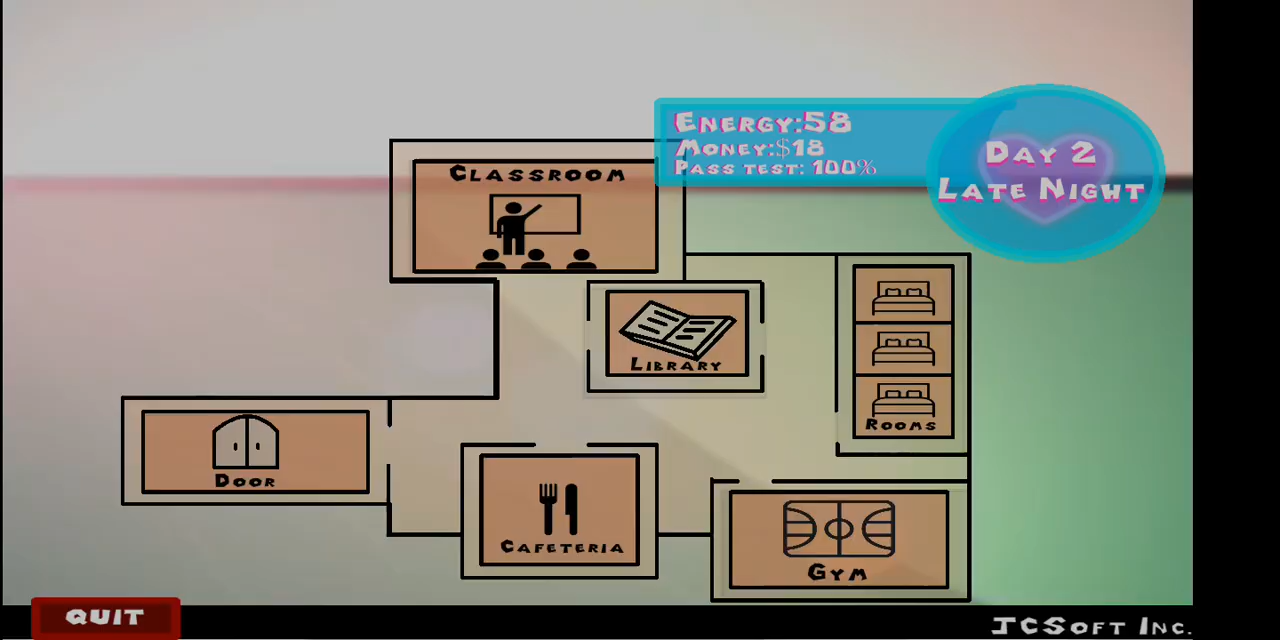 Energy:58
Money:$18
Pass test: 100%
Day 2
Late Night
Classroom
Library
Rooms
Door
Cafeteria
Gym
QUIT
JCSoft Inc.